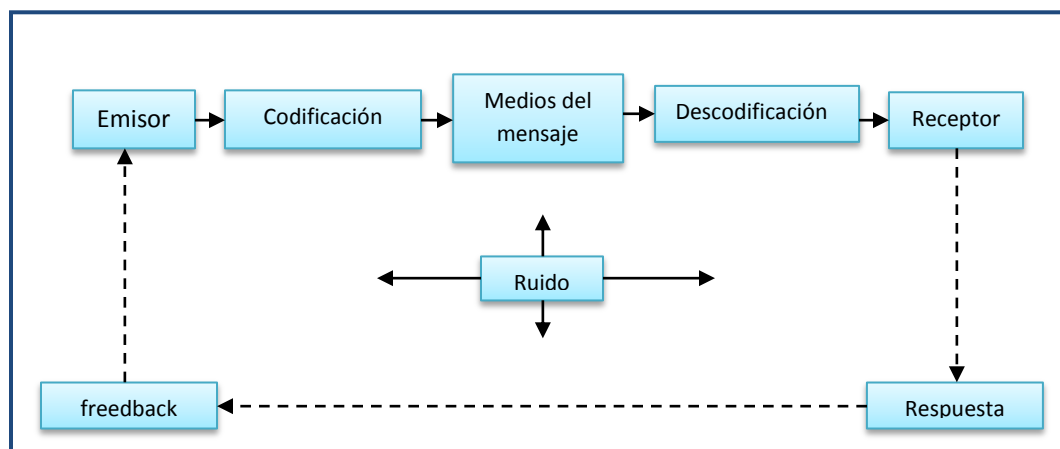 Emisor
Codificación
Medios del
mensaje
Descodificación
Receptor
Ruido
freedback
Respuesta